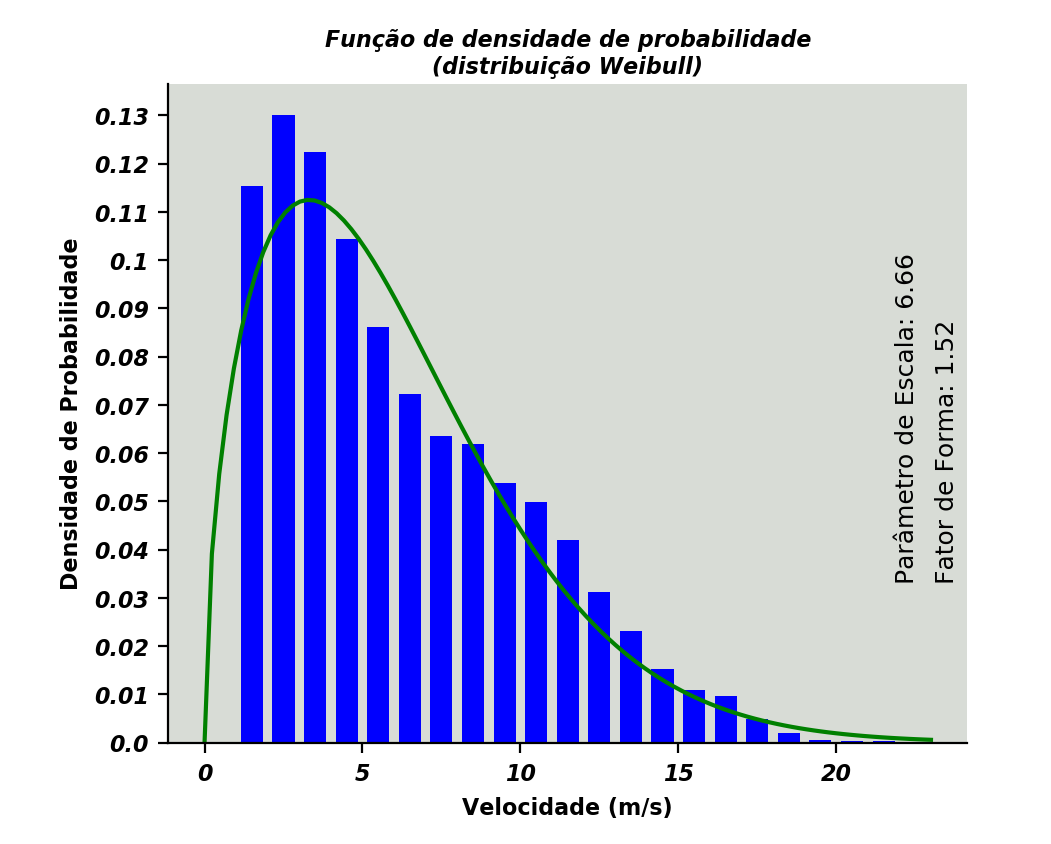 Função de densidade de probabilidade
(distribuição Weibull)
Densidade de Probabilidade
0.13
0.12
0.11
0.1
0.09
0.08
0.07
0.06
0.05
0.04
0.03
0.02
0.01
0.0
Parâmetro de Escala: 6.66
Fator de Forma: 1.52
0 5 10 15 20
Velocidade (m/s)